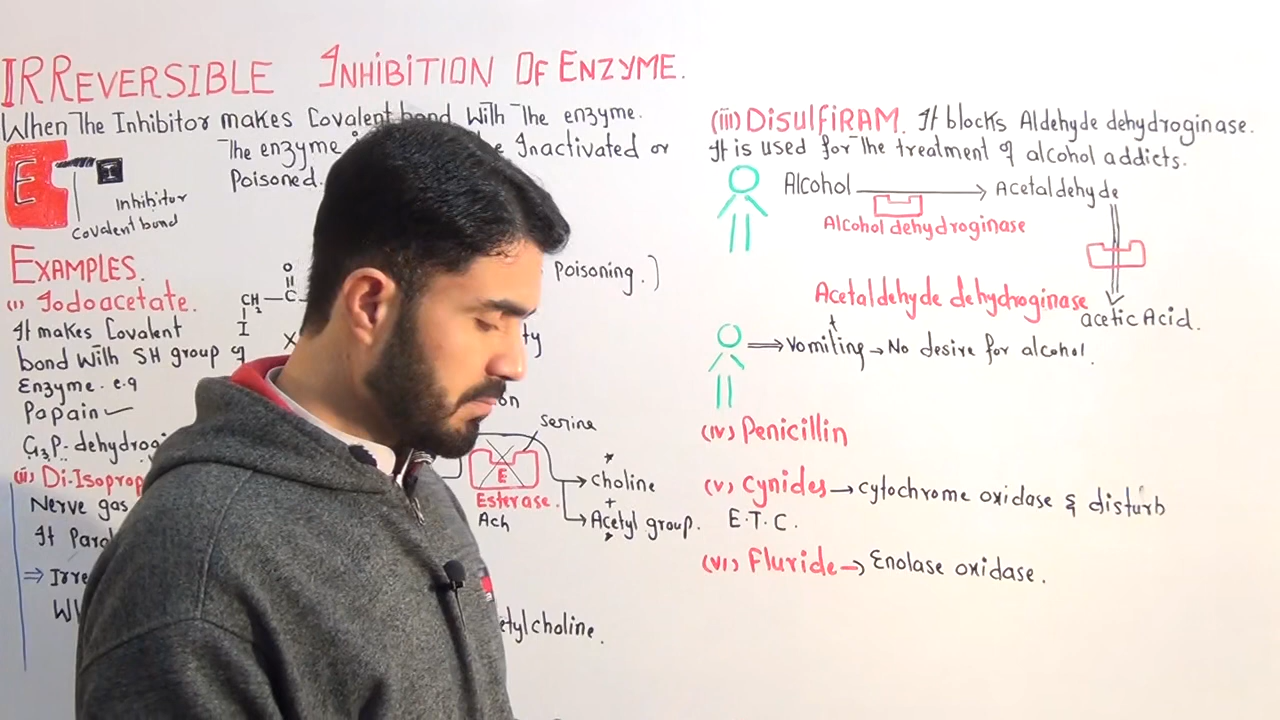 IRREVERSIBLE INHIBITION OF ENZYME.
When The Inhibitor makes Covalent bond With The enzyme.
The enzyme Inactivated or
Poisoned.
E
I
Inhibitor
Covalent bond
EXAMPLES.
(i) Iodoacetate.
It makes Covalent
bond With SH group of
Enzyme. e.g
Papain
G3P-dehydrogi
O
CH2 — C
I
X
Poisoning.)
ty
on
(ii) Di-Isoprop
Nerve gas
It Para
⇒ Irre
Wh
serine
E
Esterase.
Ach
Choline
+
Acetyl group.
etylcholine.
(iii) DISULFIRAM. It blocks Aldehyde dehydroginase.
It is used for The treatment of alcohol addicts.
Alcohol → Acetaldehyde
Alcohol dehydroginase
Acetaldehyde dehydroginase
acetic Acid.
⇒ Vomiting → No desire for alcohol.
(iv) Penicillin
(v) Cynides → cytochrome oxidase & disturb
E.T.C.
(vi) Fluride → Enolase oxidase.